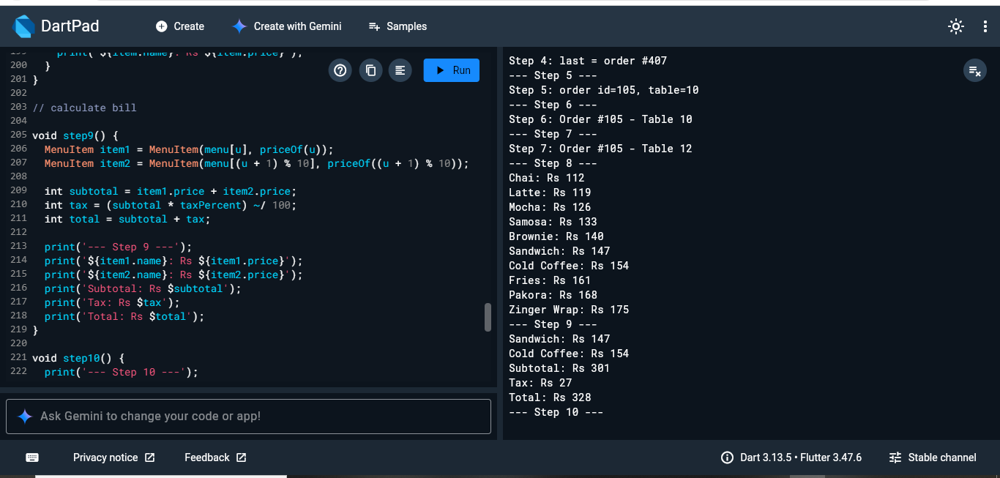 DartPad
Create
Create with Gemini
Samples
199 print('${item.name}: Rs ${item.price}');
200 }
201 }
202
203 // calculate bill
204
205 void step9() {
206 MenuItem item1 = MenuItem(menu[u], priceOf(u));
207 MenuItem item2 = MenuItem(menu[(u + 1) % 10], priceOf((u + 1) % 10));
208
209 int subtotal = item1.price + item2.price;
210 int tax = (subtotal * taxPercent) ~/ 100;
211 int total = subtotal + tax;
212
213 print('--- Step 9 ---');
214 print('${item1.name}: Rs ${item1.price}');
215 print('${item2.name}: Rs ${item2.price}');
216 print('Subtotal: Rs $subtotal');
217 print('Tax: Rs $tax');
218 print('Total: Rs $total');
219 }
220
221 void step10() {
222 print('--- Step 10 ---');
Run
Ask Gemini to change your code or app!
Step 4: last = order #407
--- Step 5 ---
Step 5: order id=105, table=10
--- Step 6 ---
Step 6: Order #105 - Table 10
--- Step 7 ---
Step 7: Order #105 - Table 12
--- Step 8 ---
Chai: Rs 112
Latte: Rs 119
Mocha: Rs 126
Samosa: Rs 133
Brownie: Rs 140
Sandwich: Rs 147
Cold Coffee: Rs 154
Fries: Rs 161
Pakora: Rs 168
Zinger Wrap: Rs 175
--- Step 9 ---
Sandwich: Rs 147
Cold Coffee: Rs 154
Subtotal: Rs 301
Tax: Rs 27
Total: Rs 328
--- Step 10 ---
Privacy notice
Feedback
Dart 3.13.5 • Flutter 3.47.6
Stable channel